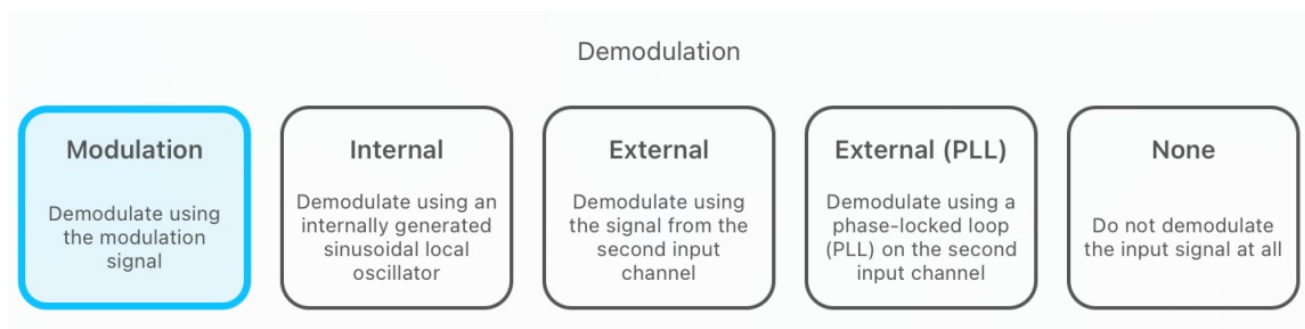 Demodulation
Modulation
Demodulate using
the modulation
signal
Internal
Demodulate using an
internally generated
sinusoidal local
oscillator
External
Demodulate using
the signal from the
second input
channel
External (PLL)
Demodulate using a
phase-locked loop
(PLL) on the second
input channel
None
Do not demodulate
the input signal at all